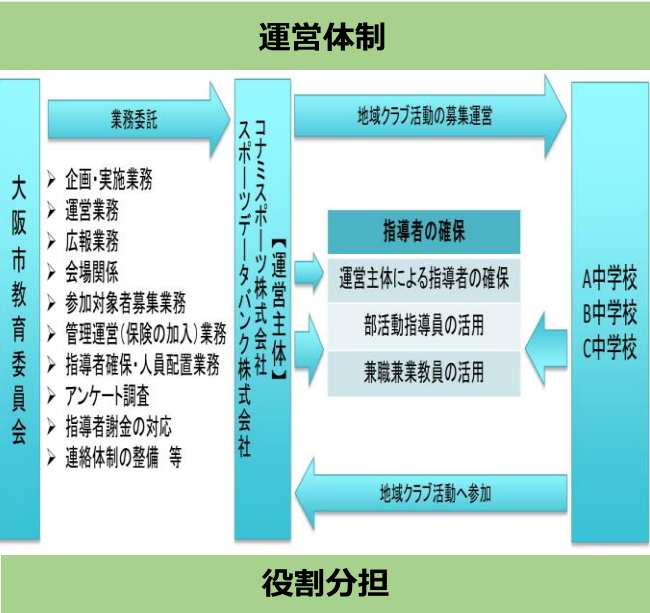 運営体制
大阪市教育委員会
業務委託
➢ 企画・実施業務
➢ 運営業務
➢ 広報業務
➢ 会場関係
➢ 参加対象者募集業務
➢ 管理運営（保険の加入）業務
➢ 指導者確保・人員配置業務
➢ アンケート調査
➢ 指導者謝金の対応
➢ 連絡体制の整備 等
【運営主体】
コナミスポーツ株式会社
スポーツデータバンク株式会社
地域クラブ活動の募集運営
指導者の確保
運営主体による指導者の確保
部活動指導員の活用
兼職兼業教員の活用
地域クラブ活動へ参加
A中学校
B中学校
C中学校
役割分担